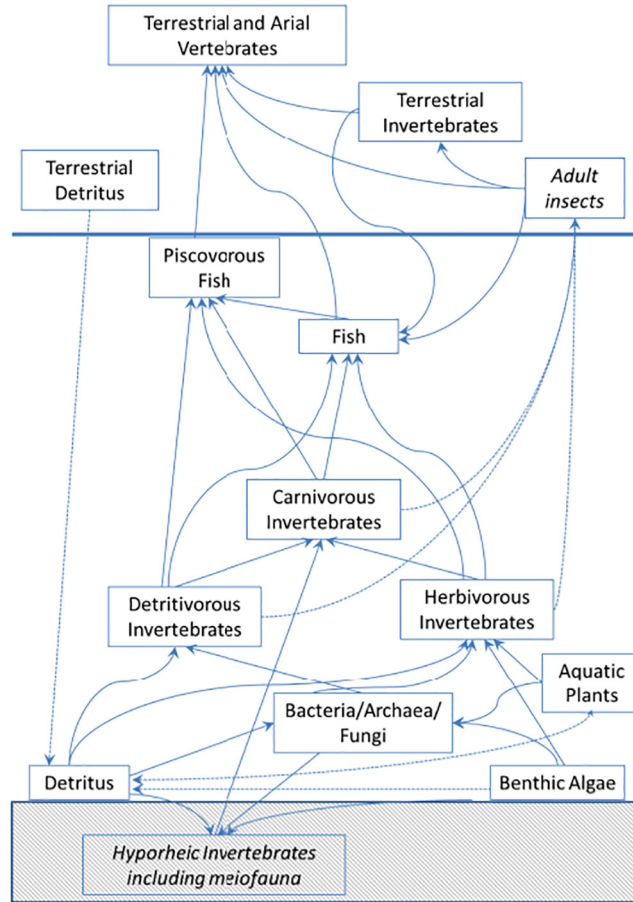 Terrestrial and Arial
Vertebrates
Terrestrial
Invertebrates
Terrestrial
Detritus
Adult
insects
Piscovorous
Fish
Fish
Carnivorous
Invertebrates
Detritivorous
Invertebrates
Herbivorous
Invertebrates
Aquatic
Plants
Bacteria/Archaea/
Fungi
Detritus
Benthic Algae
Hyporheic Invertebrates
including meiofauna